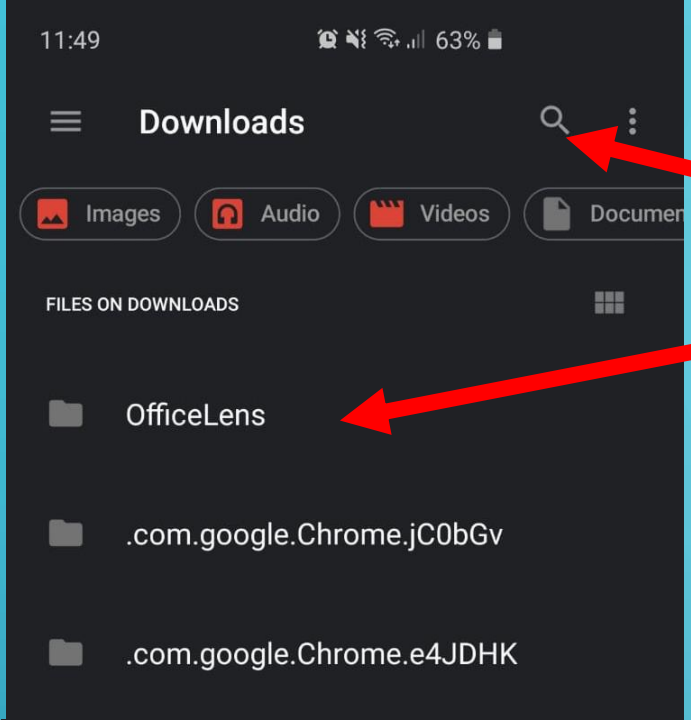 11:49 63%
Downloads
Images Audio Videos Documen
FILES ON DOWNLOADS
OfficeLens
.com.google.Chrome.jC0bGv
.com.google.Chrome.e4JDHK